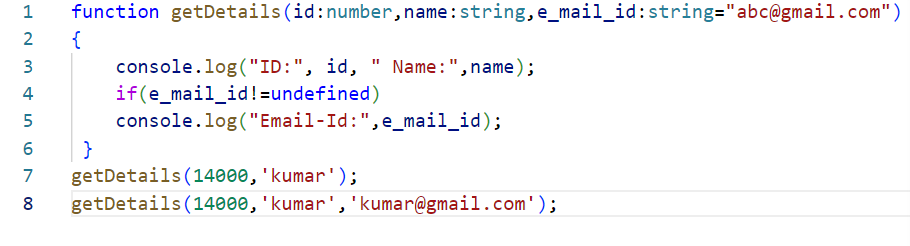 1 function getDetails(id:number,name:string,e_mail_id:string="abc@gmail.com")
2 {
3 console.log("ID:", id, " Name:",name);
4 if(e_mail_id!=undefined)
5 console.log("Email-Id:",e_mail_id);
6 }
7 getDetails(14000,'kumar');
8 getDetails(14000,'kumar','kumar@gmail.com');